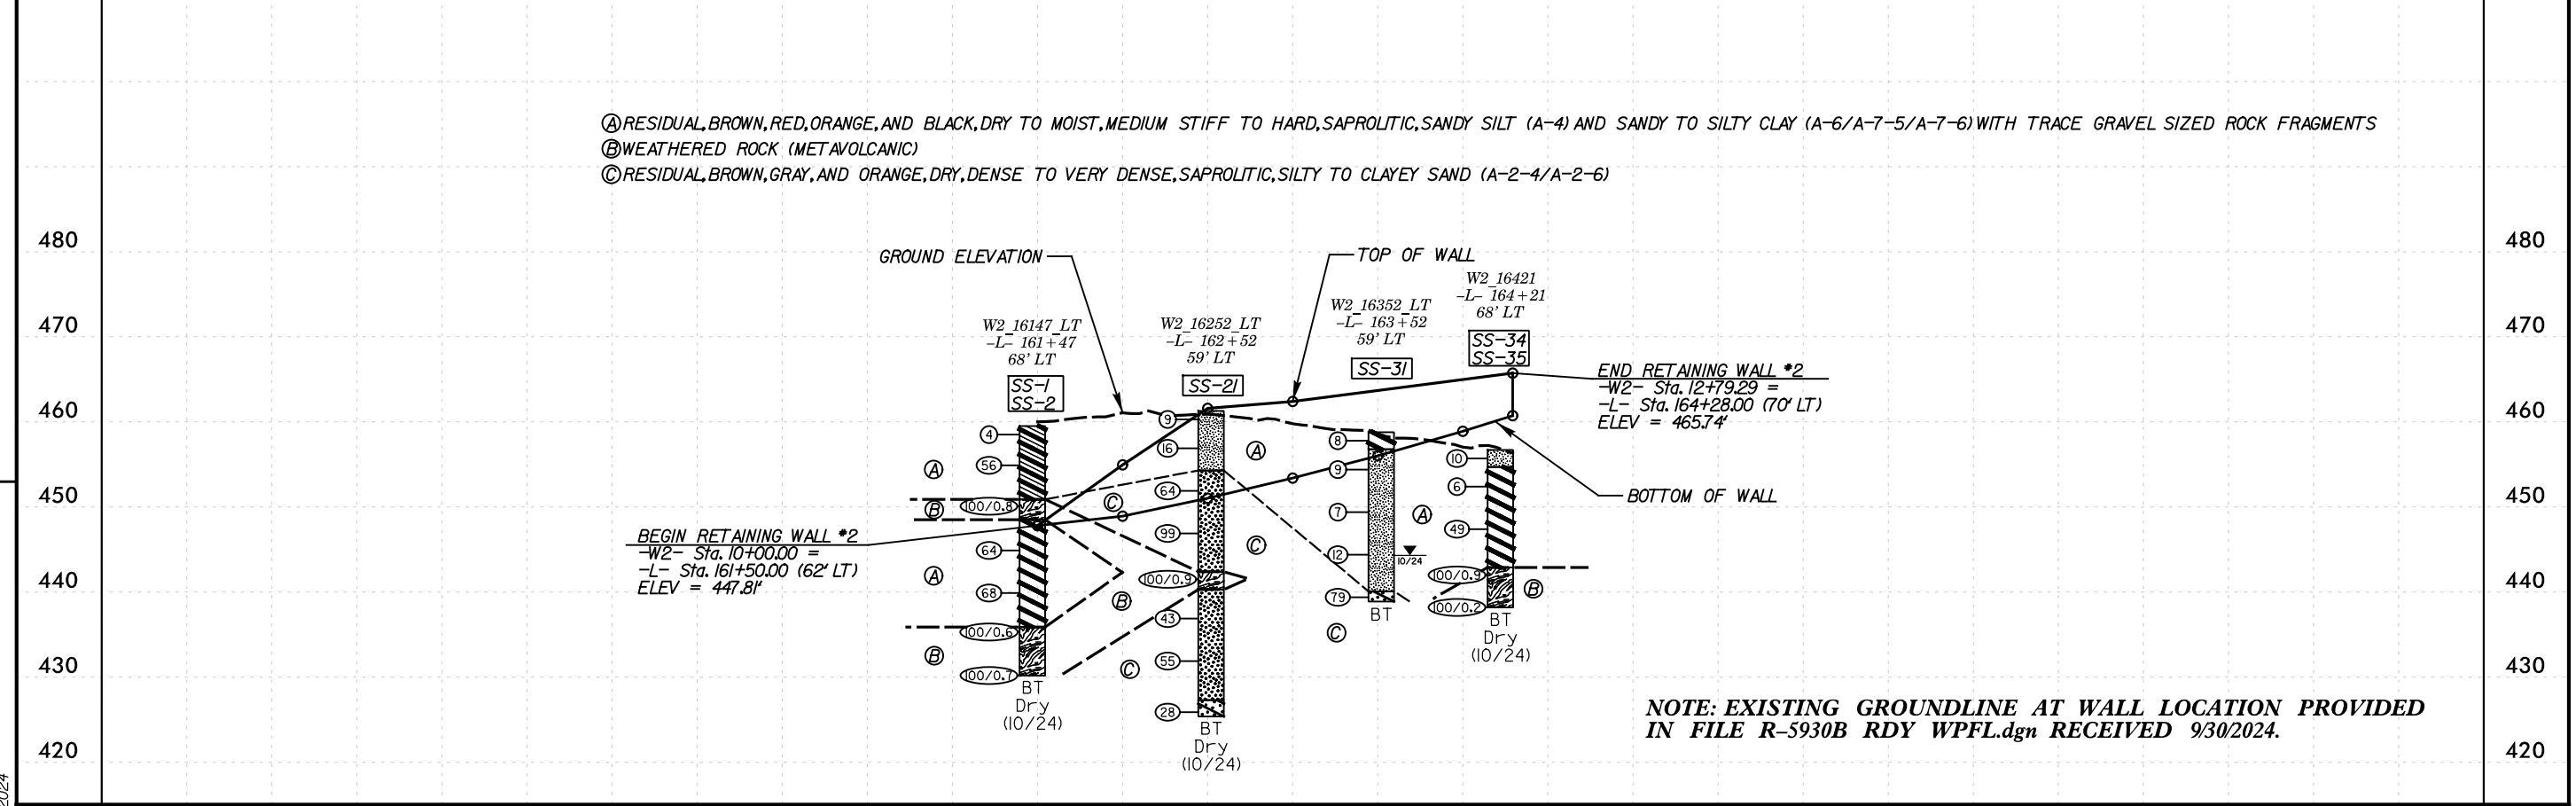 Ⓐ RESIDUAL, BROWN, RED, ORANGE, AND BLACK, DRY TO MOIST, MEDIUM STIFF TO HARD, SAPROLITIC, SANDY SILT (A-4) AND SANDY TO SILTY CLAY (A-6/A-7-5/A-7-6) WITH TRACE GRAVEL SIZED ROCK FRAGMENTS
Ⓑ WEATHERED ROCK (METAVOLCANIC)
Ⓒ RESIDUAL, BROWN, GRAY, AND ORANGE, DRY, DENSE TO VERY DENSE, SAPROLITIC, SILTY TO CLAYEY SAND (A-2-4/A-2-6)
480
470
460
450
440
430
420
GROUND ELEVATION
TOP OF WALL
W2_16147_LT
-L- 161+47
68' LT
SS-1
SS-2
4
56
100/0.8
64
68
100/0.6
100/0.7
BT
Dry
(10/24)
A
B
A
B
BEGIN RETAINING WALL #2
-W2- Sta. 10+00.00 =
-L- Sta. 161+50.00 (62' LT)
ELEV = 447.81'
W2_16252_LT
-L- 162+52
59' LT
SS-21
9
16
64
99
100/0.9
43
55
28
BT
Dry
(10/24)
C
B
C
A
C
W2_16352_LT
-L- 163+52
59' LT
SS-31
8
9
7
12
79
10/24
BT
C
A
W2_16421
-L- 164+21
68' LT
SS-34
SS-35
10
6
49
100/0.9
100/0.2
BT
Dry
(10/24)
B
END RETAINING WALL #2
-W2- Sta. 12+79.29 =
-L- Sta. 164+28.00 (70' LT)
ELEV = 465.74'
BOTTOM OF WALL
NOTE: EXISTING GROUNDLINE AT WALL LOCATION PROVIDED
IN FILE R-5930B RDY WPFL.dgn RECEIVED 9/30/2024.
480
470
460
450
440
430
420
2024